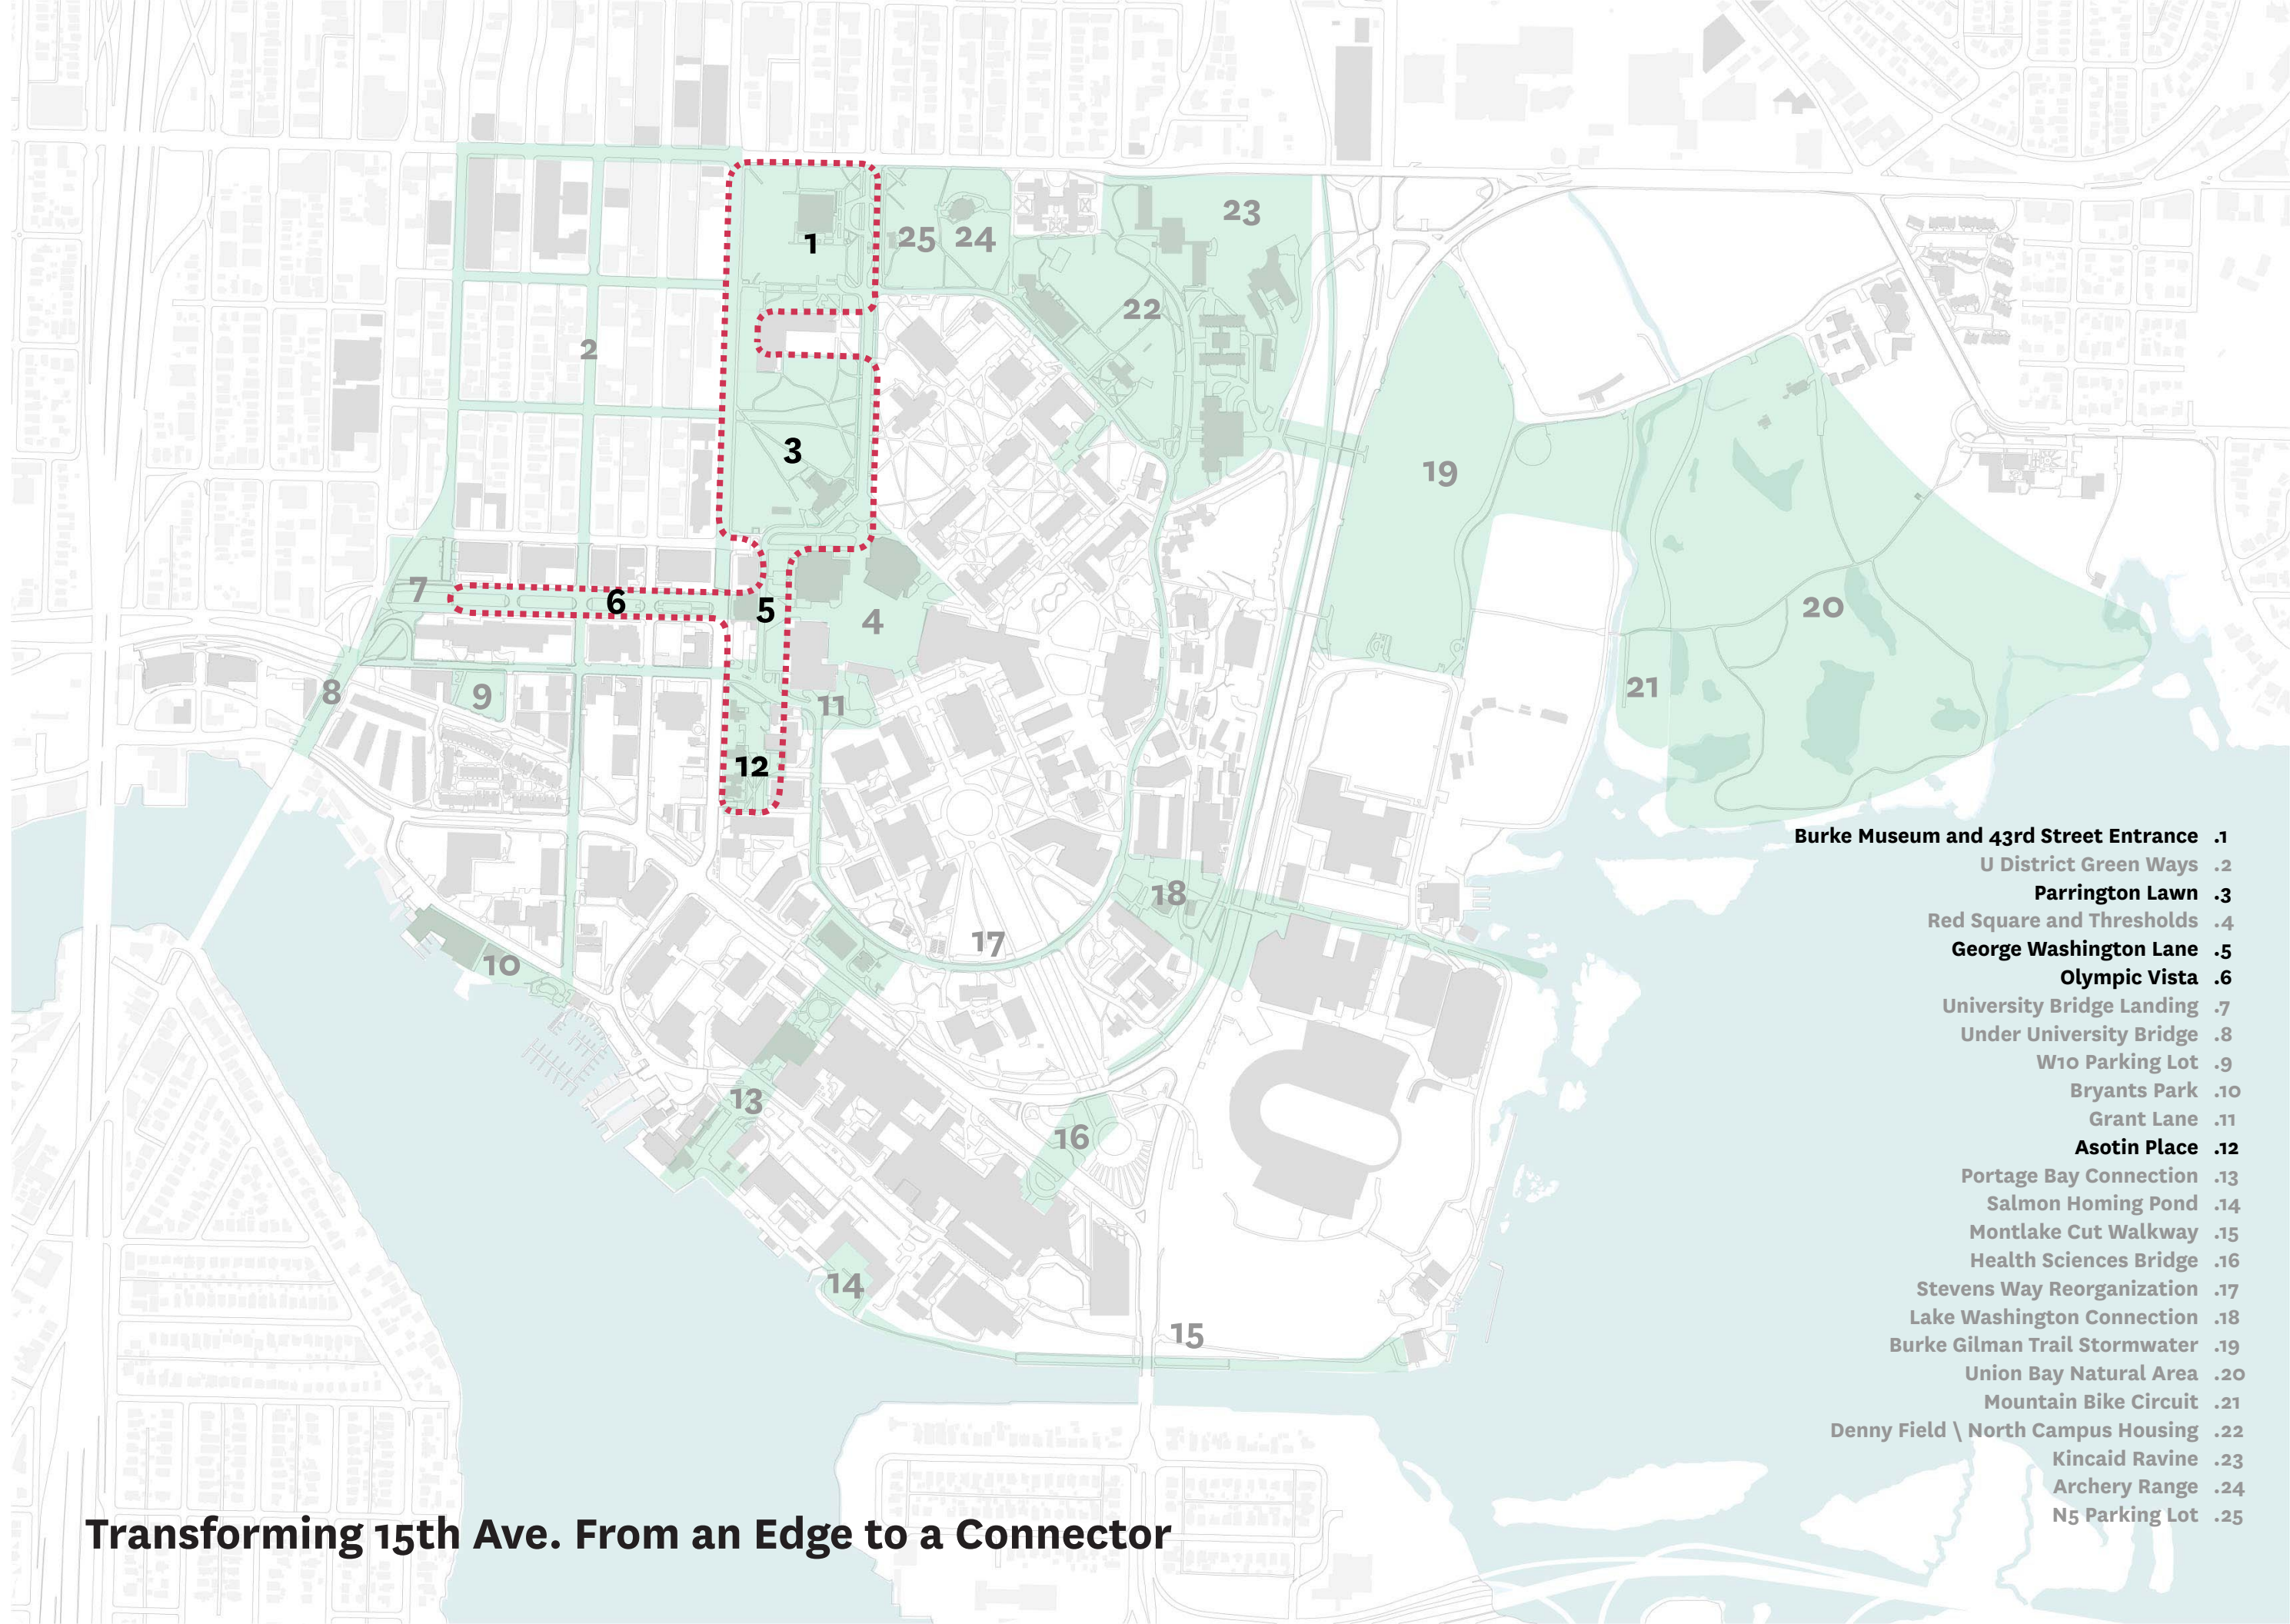 23
1
25 24
22
2
3
19
7
6
5
4
20
8
9
11
21
12
Burke Museum and 43rd Street Entrance .1
U District Green Ways .2
Parrington Lawn .3
Red Square and Thresholds .4
George Washington Lane .5
Olympic Vista .6
University Bridge Landing .7
Under University Bridge .8
W10 Parking Lot .9
Bryants Park .10
Grant Lane .11
Asotin Place .12
Portage Bay Connection .13
Salmon Homing Pond .14
Montlake Cut Walkway .15
Health Sciences Bridge .16
Stevens Way Reorganization .17
Lake Washington Connection .18
Burke Gilman Trail Stormwater .19
Union Bay Natural Area .20
Mountain Bike Circuit .21
Denny Field \ North Campus Housing .22
Kincaid Ravine .23
Archery Range .24
N5 Parking Lot .25
18
17
10
13
16
14
15
Transforming 15th Ave. From an Edge to a Connector